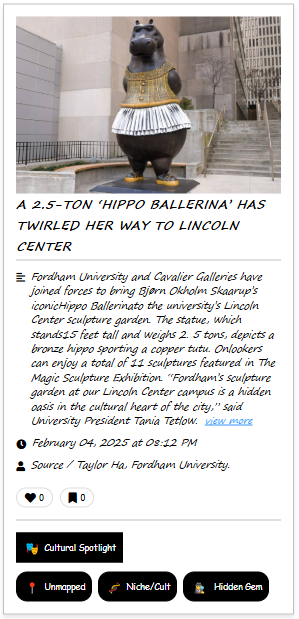 A 2.5-TON ‘HIPPO BALLERINA’ HAS
TWIRLED HER WAY TO LINCOLN
CENTER
Fordham University and Cavalier Galleries have
joined forces to bring Bjørn Okholm Skaarup’s
iconicHippo Ballerinato the university’s Lincoln
Center sculpture garden. The statue, which
stands15 feet tall and weighs 2. 5 tons, depicts a
bronze hippo sporting a copper tutu. Onlookers
can enjoy a total of 11 sculptures featured in The
Magic Sculpture Exhibition. “Fordham’s sculpture
garden at our Lincoln Center campus is a hidden
oasis in the cultural heart of the city,” said
University President Tania Tetlow. view more
February 04, 2025 at 08:12 PM
Source / Taylor Ha, Fordham University.
0 0
Cultural Spotlight
Unmapped Niche/Cult Hidden Gem